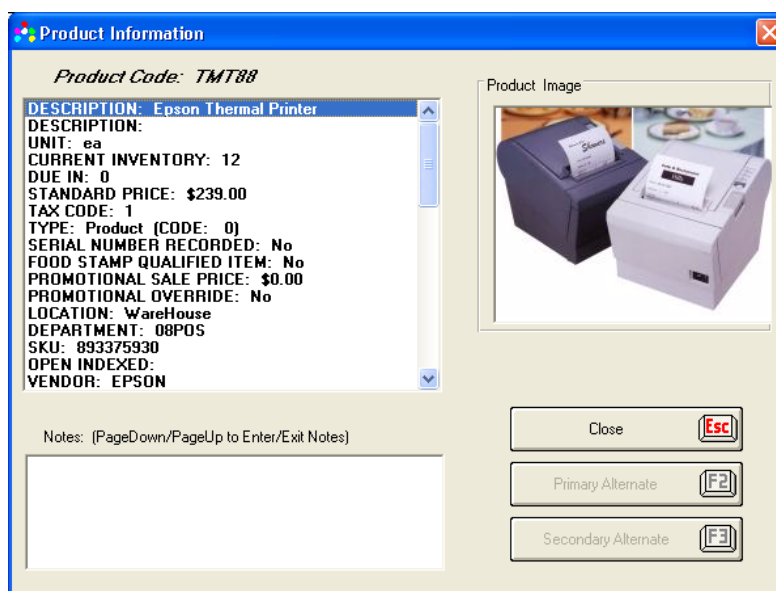 Product Information
Product Code: TMT88
DESCRIPTION: Epson Thermal Printer
DESCRIPTION:
UNIT: ea
CURRENT INVENTORY: 12
DUE IN: 0
STANDARD PRICE: $239.00
TAX CODE: 1
TYPE: Product (CODE: 0)
SERIAL NUMBER RECORDED: No
FOOD STAMP QUALIFIED ITEM: No
PROMOTIONAL SALE PRICE: $0.00
PROMOTIONAL OVERRIDE: No
LOCATION: WareHouse
DEPARTMENT: 08POS
SKU: 893375930
OPEN INDEXED:
VENDOR: EPSON
Product Image
Notes: (PageDown/PageUp to Enter/Exit Notes)
Close Esc
Primary Alternate F2
Secondary Alternate F3